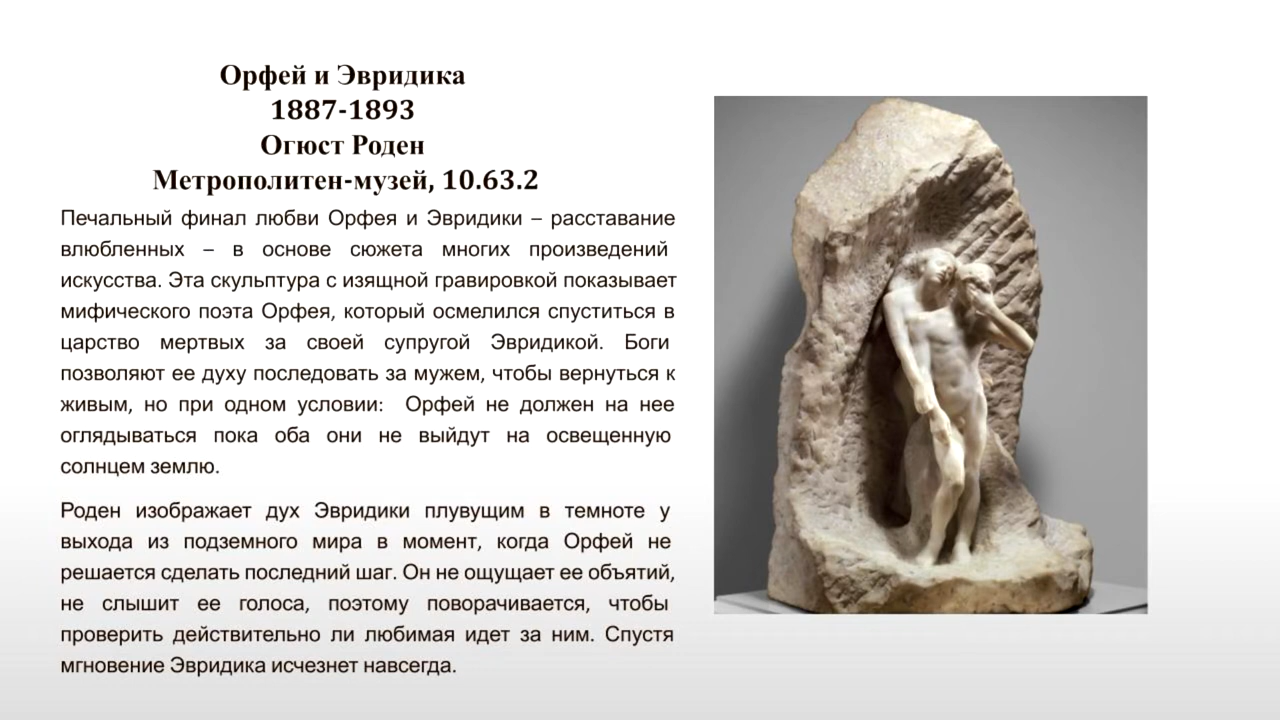 Орфей и Эвридика
1887-1893
Огюст Роден
Метрополитен-музей, 10.63.2
Печальный финал любви Орфея и Эвридики – расставание
влюбленных – в основе сюжета многих произведений
искусства. Эта скульптура с изящной гравировкой показывает
мифического поэта Орфея, который осмелился спуститься в
царство мертвых за своей супругой Эвридикой. Боги
позволяют ее духу последовать за мужем, чтобы вернуться к
живым, но при одном условии: Орфей не должен на нее
оглядываться пока оба они не выйдут на освещенную
солнцем землю.
Роден изображает дух Эвридики плувущим в темноте у
выхода из подземного мира в момент, когда Орфей не
решается сделать последний шаг. Он не ощущает ее объятий,
не слышит ее голоса, поэтому поворачивается, чтобы
проверить действительно ли любимая идет за ним. Спустя
мгновение Эвридика исчезнет навсегда.